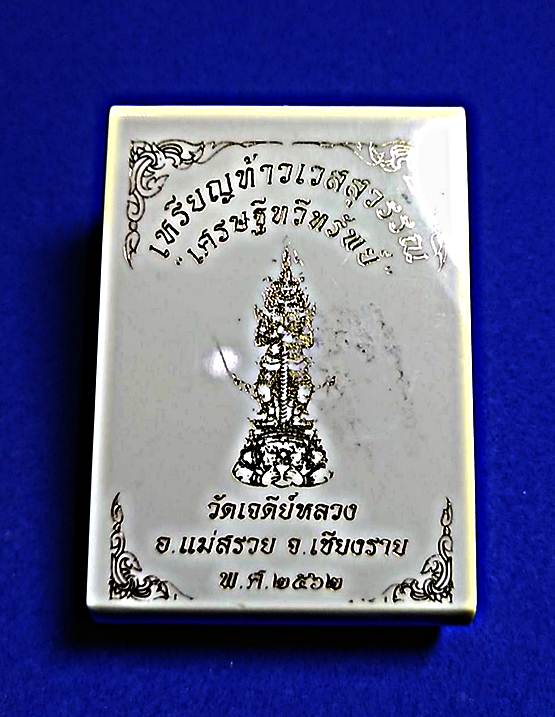 เหรียญท้าวเวสสุวรรณ
"เศรษฐีทวีทรัพย์"
วัดเจดีย์หลวง
อ.แม่สรวย จ.เชียงราย
พ.ศ.๒๕๖๒